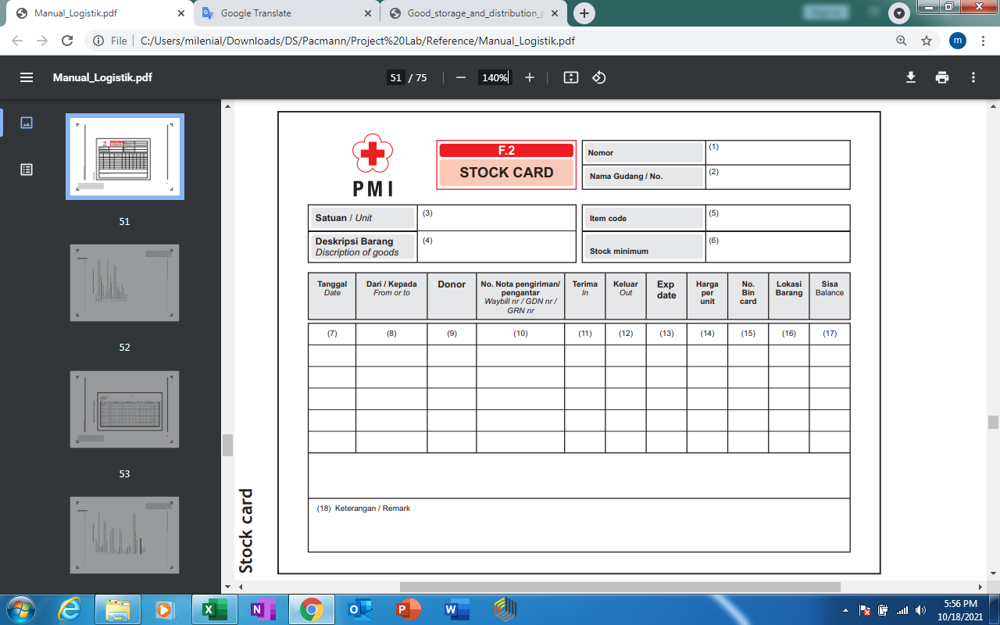 Manual_Logistik.pdf
Google Translate
Good_storage_and_distribution_p
File
C:/Users/milenial/Downloads/DS/Pacmann/Project%20Lab/Reference/Manual_Logistik.pdf
m
Manual_Logistik.pdf
51 / 75
140%
51
52
53
PMI
F.2
STOCK CARD
Nomor
(1)
Nama Gudang / No.
(2)
Satuan / Unit
(3)
Deskripsi Barang
Discription of goods
(4)
Item code
(5)
Stock minimum
(6)
Tanggal
Date
Dari / Kepada
From or to
Donor
No. Nota pengiriman/
pengantar
Waybill nr / GDN nr /
GRN nr
Terima
In
Keluar
Out
Exp
date
Harga
per
unit
No.
Bin
card
Lokasi
Barang
Sisa
Balance
(7) (8) (9) (10) (11) (12) (13) (14) (15) (16) (17)
(18) Keterangan / Remark
Stock card
5:56 PM
10/18/2021